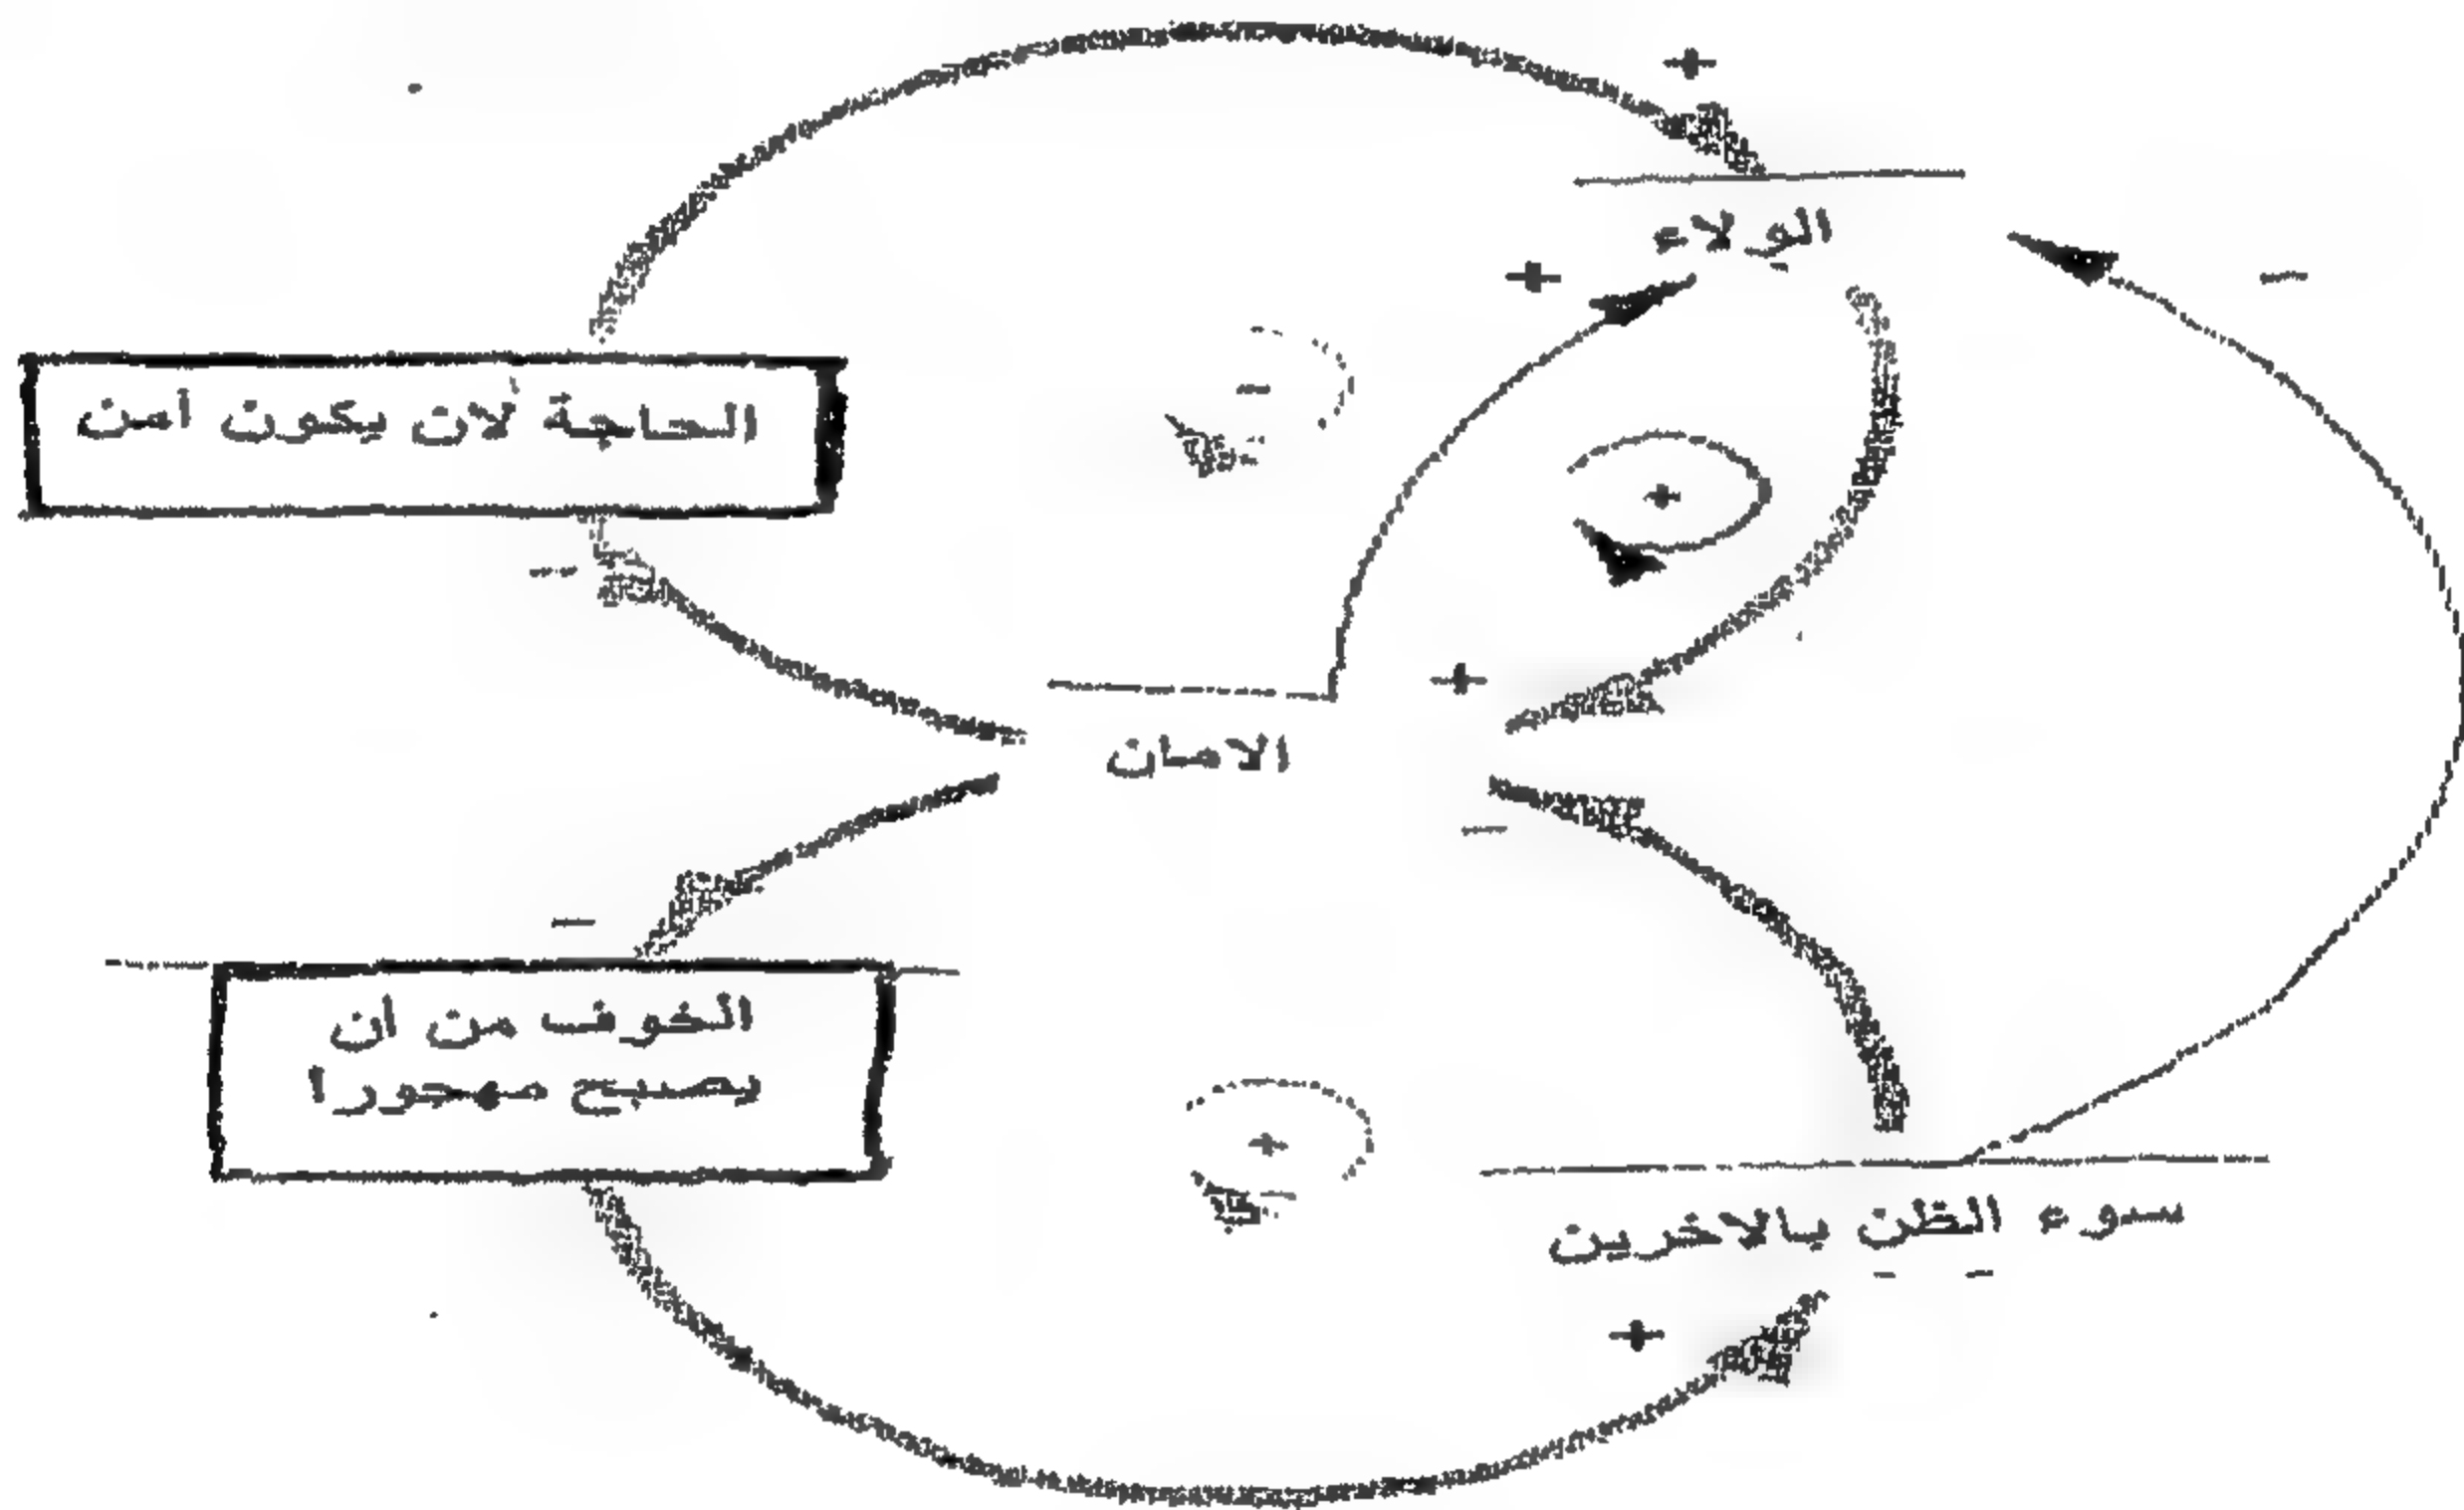 +
الولاء
+
-
الحاجة لان يكون امن
-
+
-
+
الامان
-
-
الخوف من ان
يصبح مهجورا
+
سوء الظن بالاخرين
+